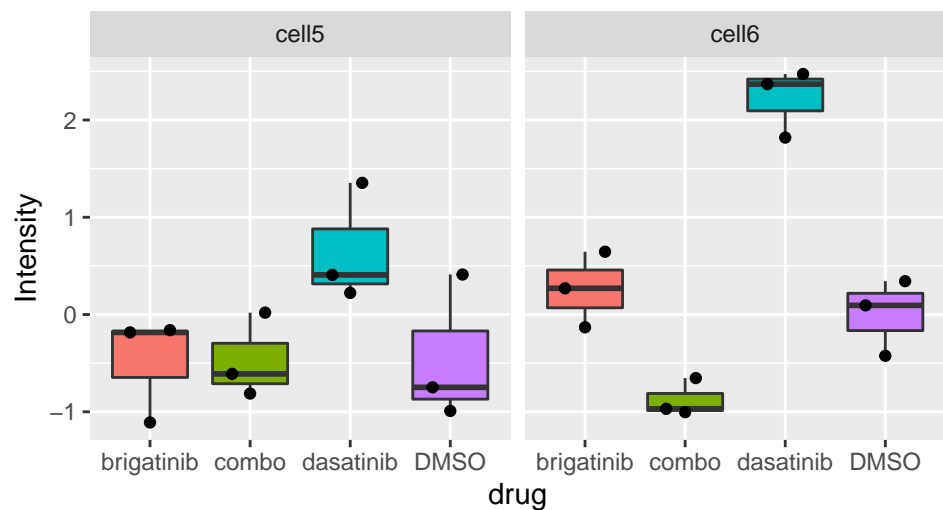 cell5 cell6
Intensity
2
1
0
−1
brigatinib combo dasatinib DMSO brigatinib combo dasatinib DMSO
drug